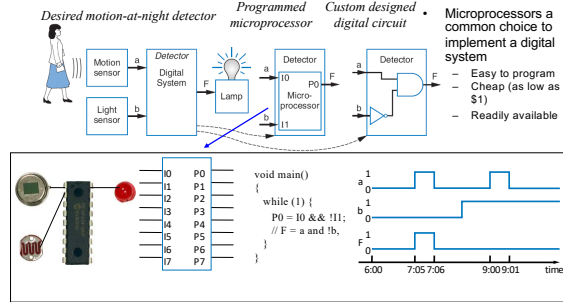 Desired motion-at-night detector
Programmed
microprocessor
Custom designed
digital circuit
• Microprocessors a
common choice to
implement a digital
system
– Easy to program
– Cheap (as low as
$1)
– Readily available
Motion
sensor
a
Light
sensor
b
Detector
Digital
System
F
Lamp
Detector
a
I0
P0
F
Micro-
processor
b
I1
Detector
a
b
F
I0 P0
I1 P1
I2 P2
I3 P3
I4 P4
I5 P5
I6 P6
I7 P7
void main()
{
while (1) {
P0 = I0 && !I1;
// F = a and !b,
}
}
a 1
0
b 1
0
F 1
0
6:00 7:05 7:06 9:00 9:01 time